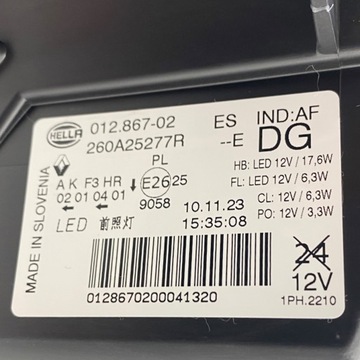 HELLA
012.867-02
260A25277R
ES
--E
IND:AF
DG
PL
A K F3 HR
02 01 04 01
E26 25
9058
HB: LED 12V / 17,6W
FL: LED 12V / 6,3W
CL: 12V / 6,3W
PO: 12V / 3,3W
10.11.23
15:35:08
LED 前照灯
MADE IN SLOVENIA
0128670200041320
24
12V
1PH.2210